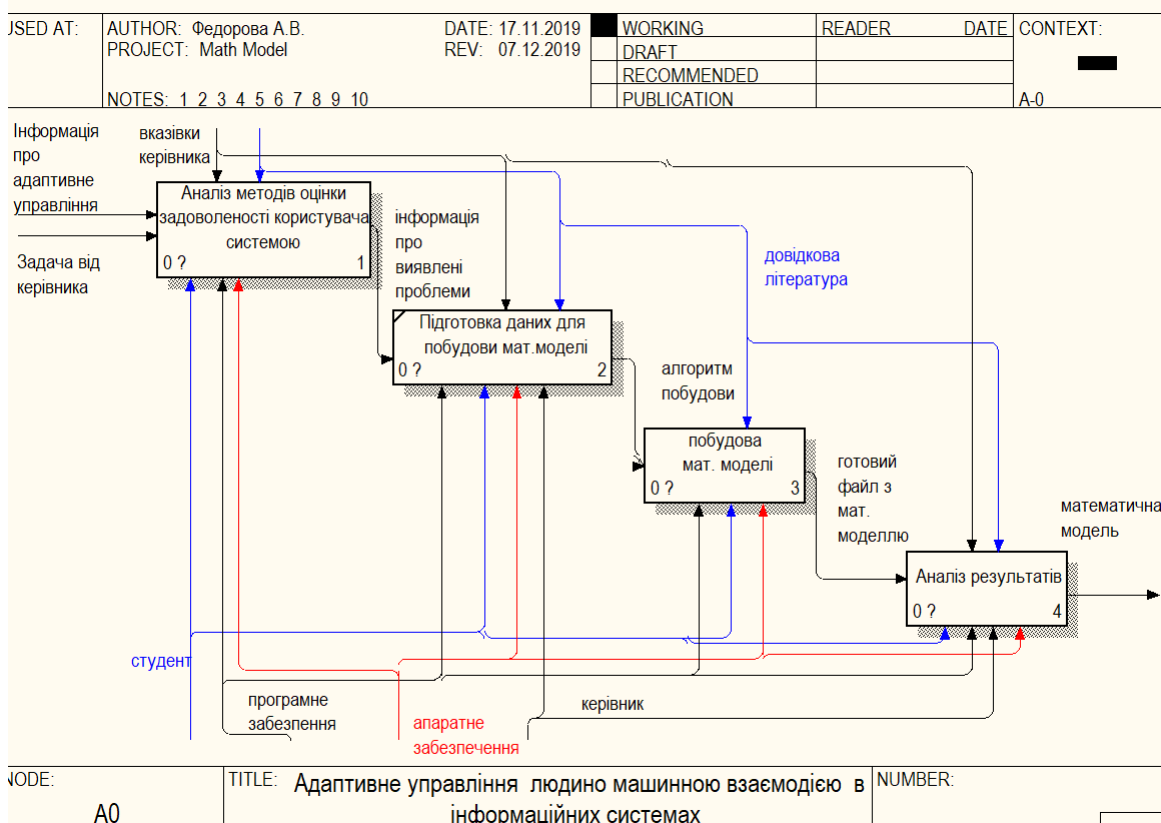 USED AT:
AUTHOR: Федорова А.В.
DATE: 17.11.2019
WORKING
READER
DATE
CONTEXT:
PROJECT: Math Model
REV: 07.12.2019
DRAFT
RECOMMENDED
NOTES: 1 2 3 4 5 6 7 8 9 10
PUBLICATION
A-0
Інформація
про
адаптивне
управління
вказівки
керівника
Задача від
керівника
Аналіз методів оцінки
задоволеності користувача
системою
0 ?
1
інформація
про
виявлені
проблеми
довідкова
література
Підготовка даних для
побудови мат.моделі
0 ?
2
алгоритм
побудови
побудова
мат. моделі
0 ?
3
готовий
файл з
мат.
моделлю
математична
модель
Аналіз результатів
0 ?
4
студент
програмне
забезпення
апаратне
забезпечення
керівник
NODE:
A0
TITLE:
Адаптивне управління людино машинною взаємодією в
інформаційних системах
NUMBER: